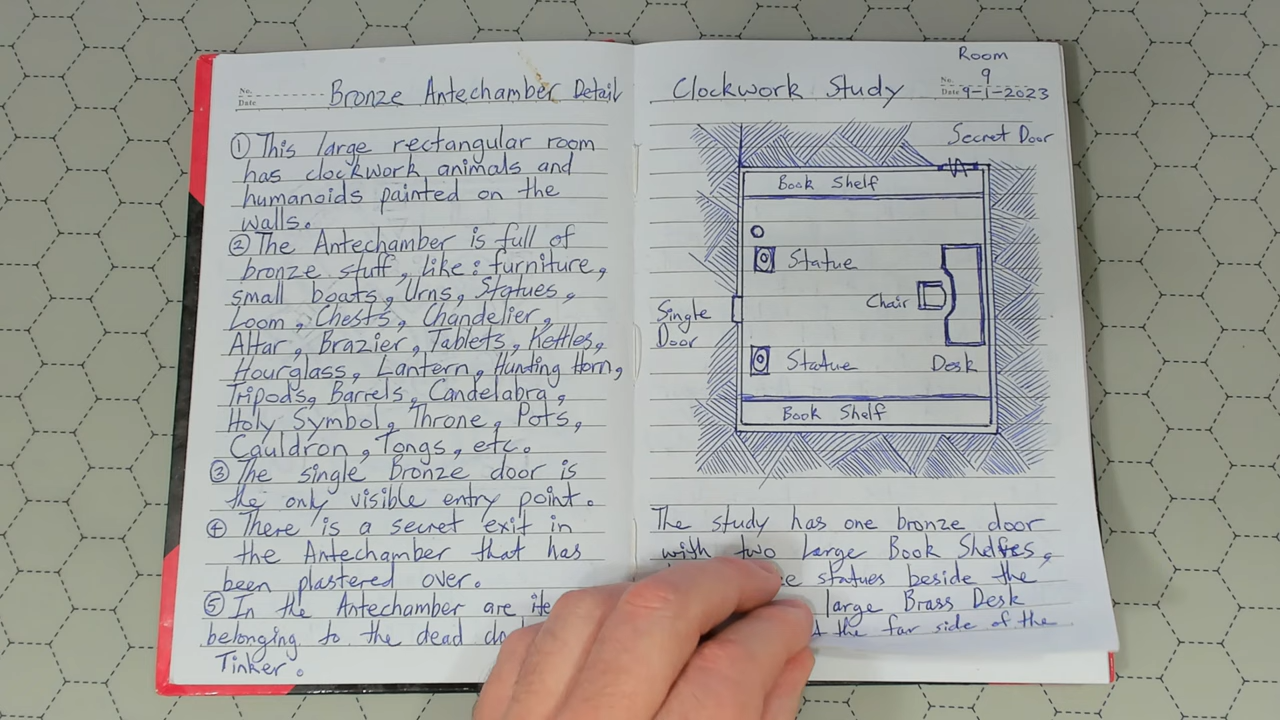 No.
Date
Bronze Antechamber Detail
① This large rectangular room
has clockwork animals and
humanoids painted on the
walls.
② The Antechamber is full of
bronze stuff, like: furniture,
small boats, Urns, Statues,
Loom, Chests, Chandelier,
Altar, Brazier, Tablets, Kettles,
Hourglass, Lantern, Hunting Horn,
Tripods, Barrels, Candelabra,
Holy Symbol, Throne, Pots,
Cauldron, Tongs, etc.
③ The single Bronze door is
the only visible entry point.
④ There is a secret exit in
the Antechamber that has
been plastered over.
⑤ In the Antechamber are
belonging to the dead
Tinker.
Clockwork Study
Room
No. 9
Date 9-1-2023
Secret Door
Book Shelf
Statue
Chair
Single
Door
Statue
Desk
Book Shelf
The study has one bronze door
with two large Book Shelves,
statues beside the
large Brass Desk
the far side of the